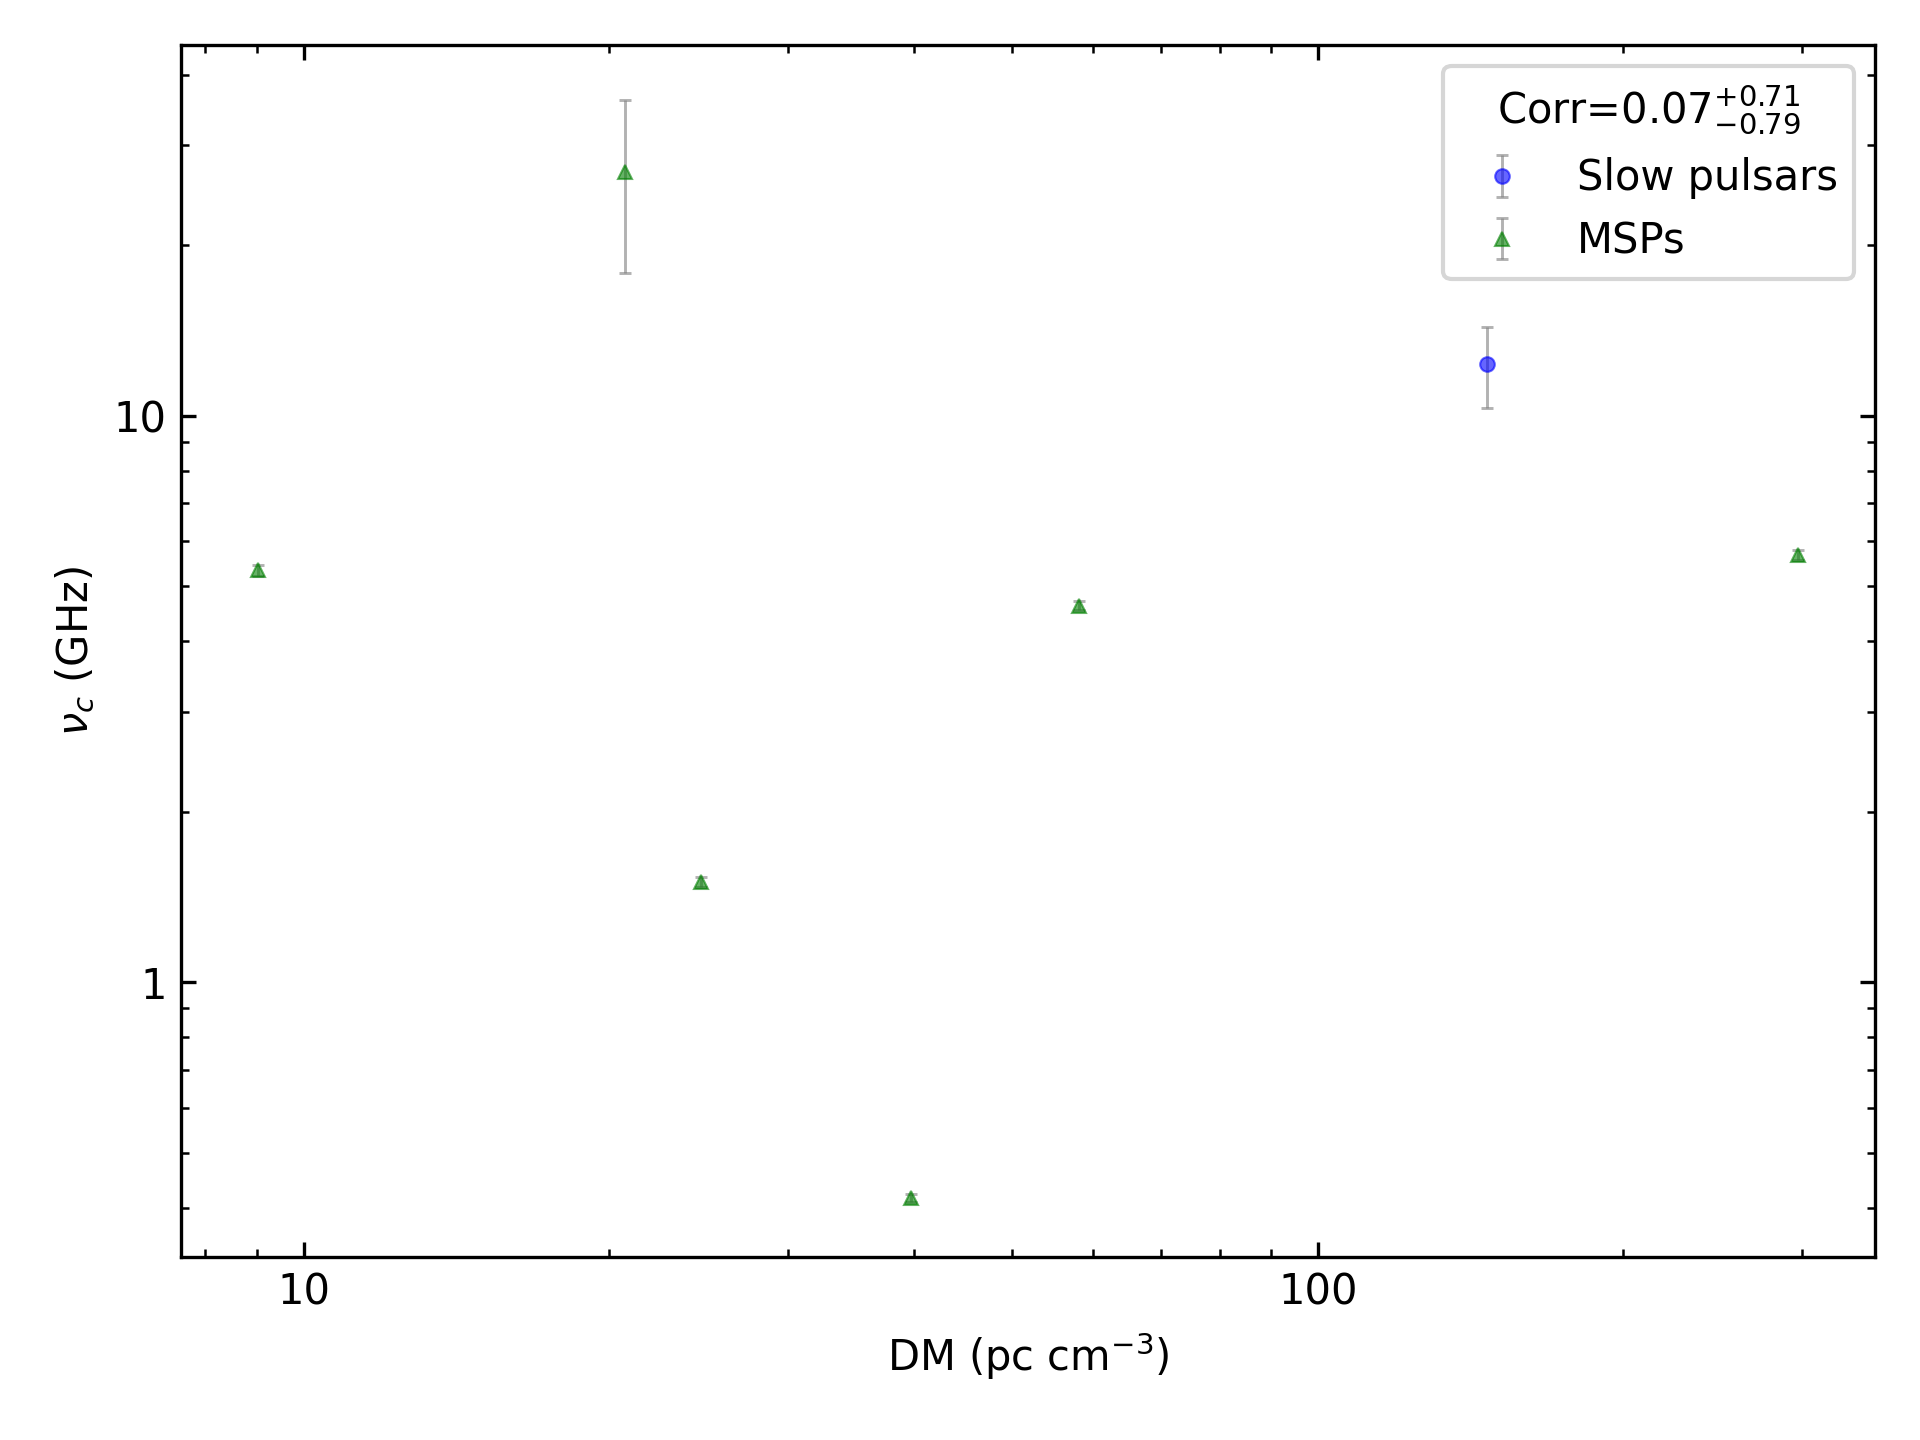 Corr=0.07+0.71−0.79
Slow pulsars
MSPs
10
1
ν_c (GHz)
10
100
DM (pc cm⁻³)